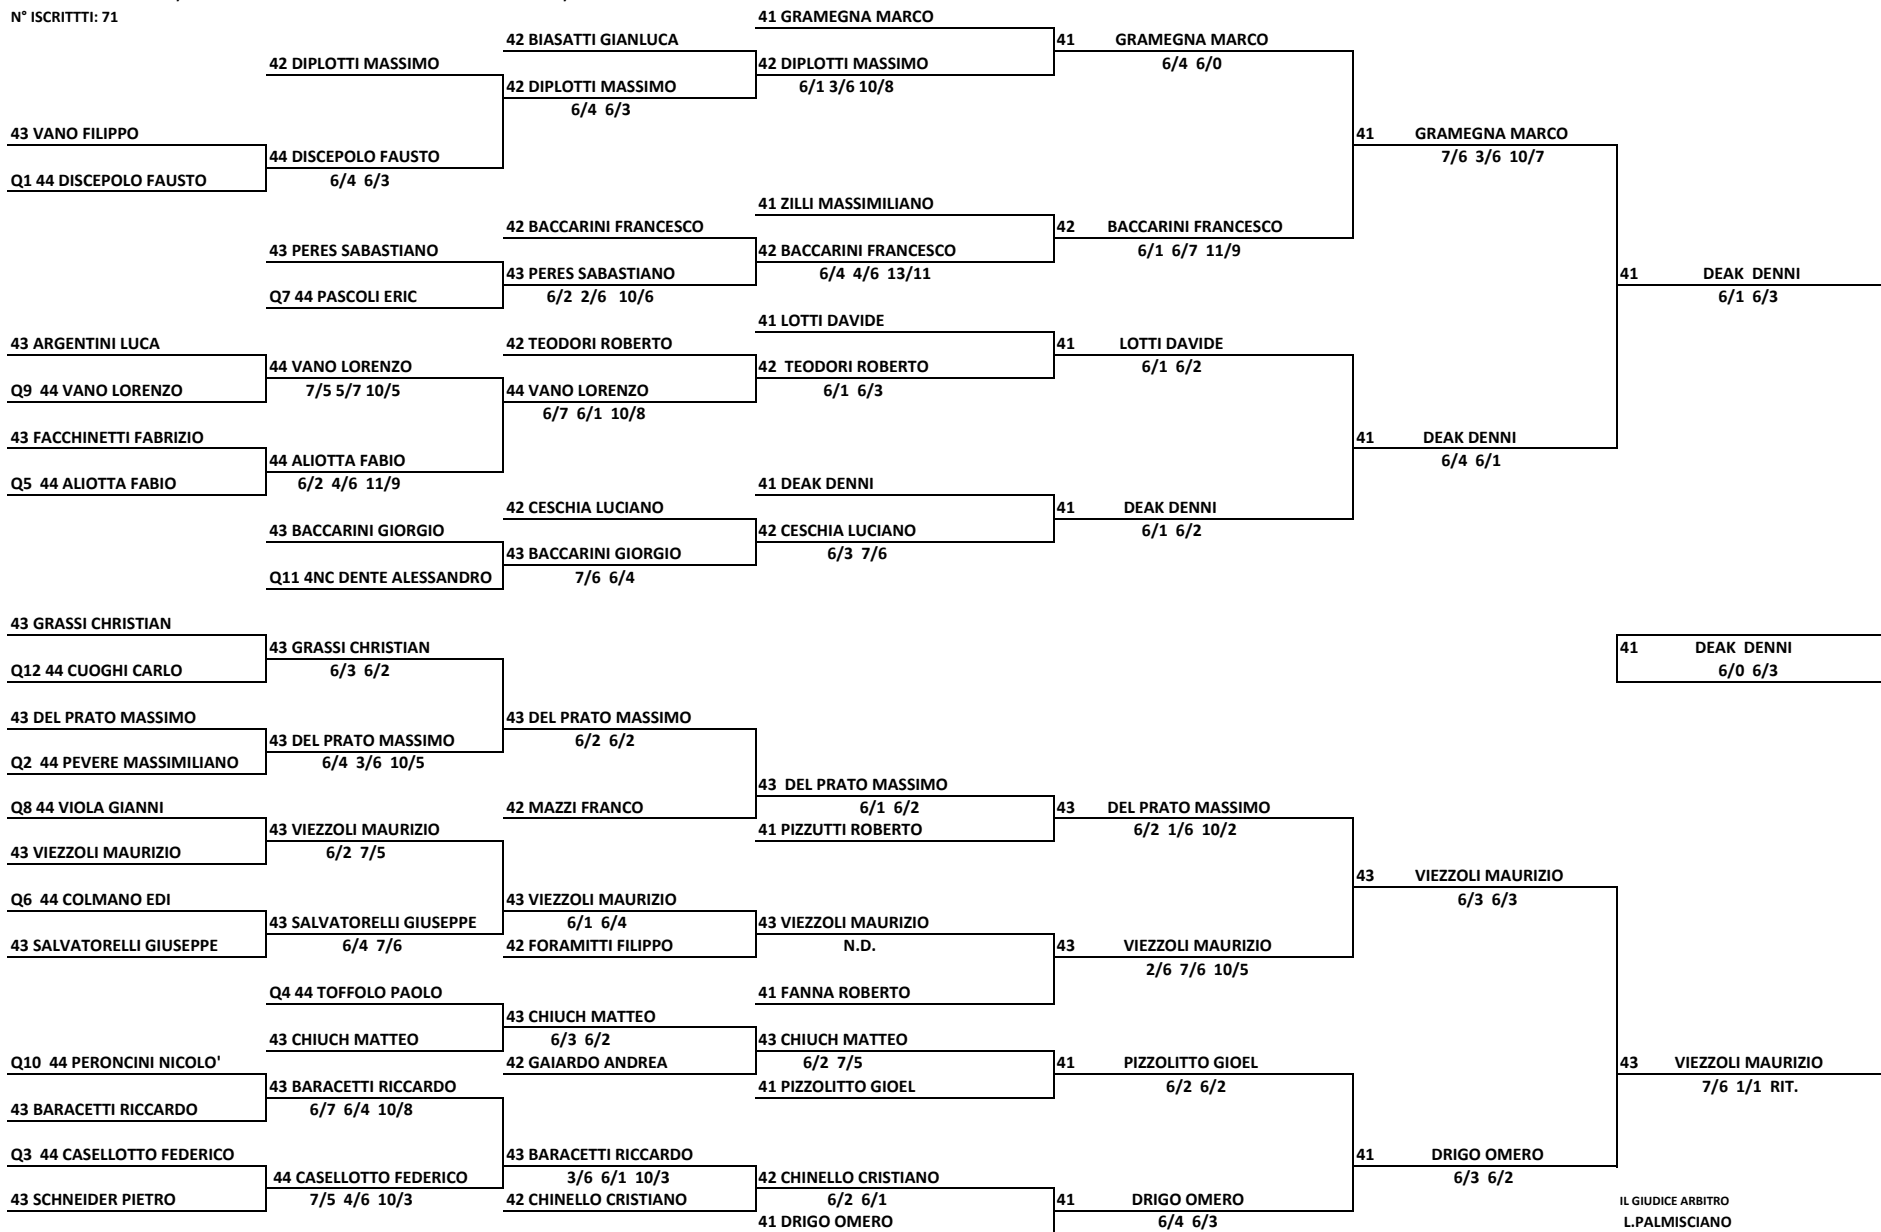 N° ISCRITTTI: 71
41 GRAMEGNA MARCO
42 BIASATTI GIANLUCA
41 GRAMEGNA MARCO
42 DIPLOTTI MASSIMO
42 DIPLOTTI MASSIMO
6/4 6/0
42 DIPLOTTI MASSIMO
6/1 3/6 10/8
6/4 6/3
43 VANO FILIPPO
41 GRAMEGNA MARCO
44 DISCEPOLO FAUSTO
7/6 3/6 10/7
Q1 44 DISCEPOLO FAUSTO
6/4 6/3
41 ZILLI MASSIMILIANO
42 BACCARINI FRANCESCO
42 BACCARINI FRANCESCO
43 PERES SABASTIANO
42 BACCARINI FRANCESCO
6/1 6/7 11/9
43 PERES SABASTIANO
6/4 4/6 13/11
41 DEAK DENNI
Q7 44 PASCOLI ERIC
6/2 2/6 10/6
6/1 6/3
41 LOTTI DAVIDE
43 ARGENTINI LUCA
42 TEODORI ROBERTO
41 LOTTI DAVIDE
44 VANO LORENZO
42 TEODORI ROBERTO
6/1 6/2
Q9 44 VANO LORENZO
7/5 5/7 10/5
44 VANO LORENZO
6/1 6/3
6/7 6/1 10/8
43 FACCHINETTI FABRIZIO
41 DEAK DENNI
44 ALIOTTA FABIO
6/4 6/1
Q5 44 ALIOTTA FABIO
6/2 4/6 11/9
41 DEAK DENNI
42 CESCHIA LUCIANO
41 DEAK DENNI
43 BACCARINI GIORGIO
42 CESCHIA LUCIANO
6/1 6/2
43 BACCARINI GIORGIO
6/3 7/6
Q11 4NC DENTE ALESSANDRO
7/6 6/4
43 GRASSI CHRISTIAN
43 GRASSI CHRISTIAN
41 DEAK DENNI
Q12 44 CUOGHI CARLO
6/3 6/2
6/0 6/3
43 DEL PRATO MASSIMO
43 DEL PRATO MASSIMO
43 DEL PRATO MASSIMO
6/2 6/2
Q2 44 PEVERE MASSIMILIANO
6/4 3/6 10/5
43 DEL PRATO MASSIMO
Q8 44 VIOLA GIANNI
42 MAZZI FRANCO
6/1 6/2
43 DEL PRATO MASSIMO
43 VIEZZOLI MAURIZIO
41 PIZZUTTI ROBERTO
6/2 1/6 10/2
43 VIEZZOLI MAURIZIO
6/2 7/5
43 VIEZZOLI MAURIZIO
Q6 44 COLMANO EDI
43 VIEZZOLI MAURIZIO
6/3 6/3
43 SALVATORELLI GIUSEPPE
6/1 6/4
43 VIEZZOLI MAURIZIO
43 SALVATORELLI GIUSEPPE
6/4 7/6
42 FORAMITTI FILIPPO
N.D.
43 VIEZZOLI MAURIZIO
2/6 7/6 10/5
Q4 44 TOFFOLO PAOLO
41 FANNA ROBERTO
43 CHIUCH MATTEO
43 CHIUCH MATTEO
6/3 6/2
43 CHIUCH MATTEO
Q10 44 PERONCINI NICOLO'
42 GAIARDO ANDREA
6/2 7/5
41 PIZZOLITTO GIOEL
43 VIEZZOLI MAURIZIO
43 BARACETTI RICCARDO
41 PIZZOLITTO GIOEL
6/2 6/2
7/6 1/1 RIT.
43 BARACETTI RICCARDO
6/7 6/4 10/8
Q3 44 CASELLOTTO FEDERICO
43 BARACETTI RICCARDO
41 DRIGO OMERO
44 CASELLOTTO FEDERICO
3/6 6/1 10/3
42 CHINELLO CRISTIANO
6/3 6/2
43 SCHNEIDER PIETRO
7/5 4/6 10/3
42 CHINELLO CRISTIANO
6/2 6/1
41 DRIGO OMERO
IL GIUDICE ARBITRO
41 DRIGO OMERO
6/4 6/3
L.PALMISCIANO